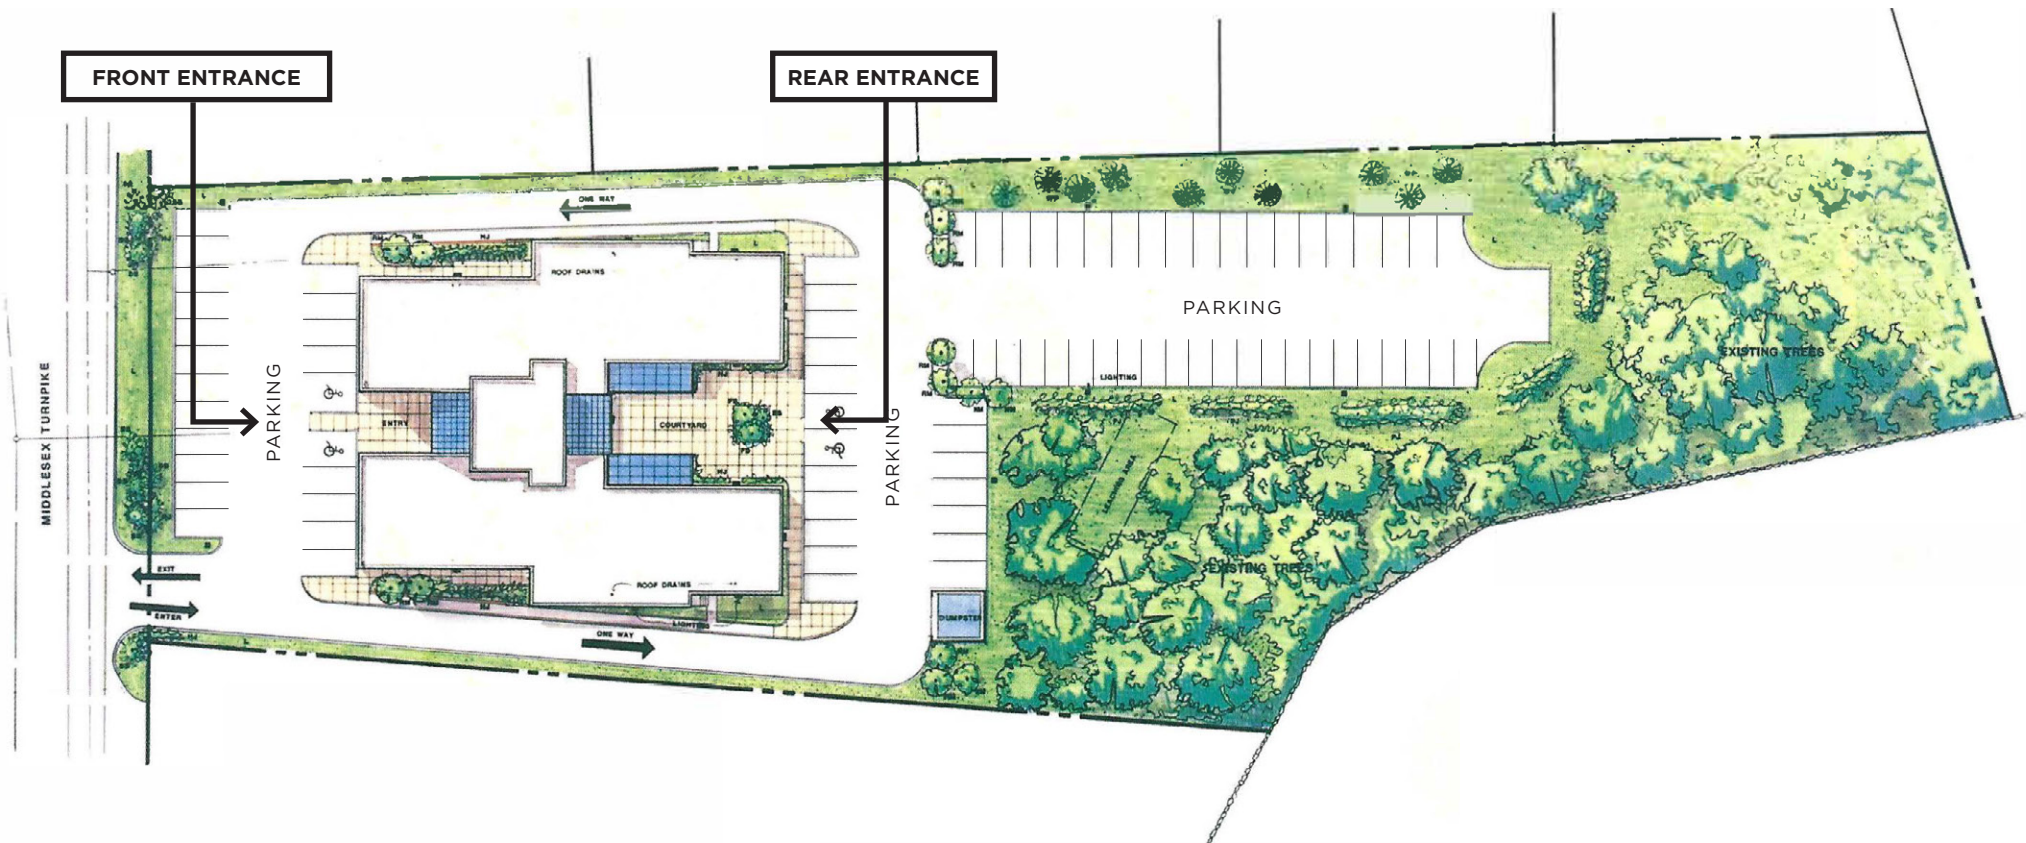 FRONT ENTRANCE
REAR ENTRANCE
ONE WAY
ROOF DRAINS
PARKING
LIGHTING
EXISTING TREES
MIDDLESEX TURNPIKE
PARKING
ENTRY
COURTYARD
PARKING
EXISTING TREES
EXIT
ENTER
ROOF DRAINS
LIGHTING
ONE WAY
DUMPSTER